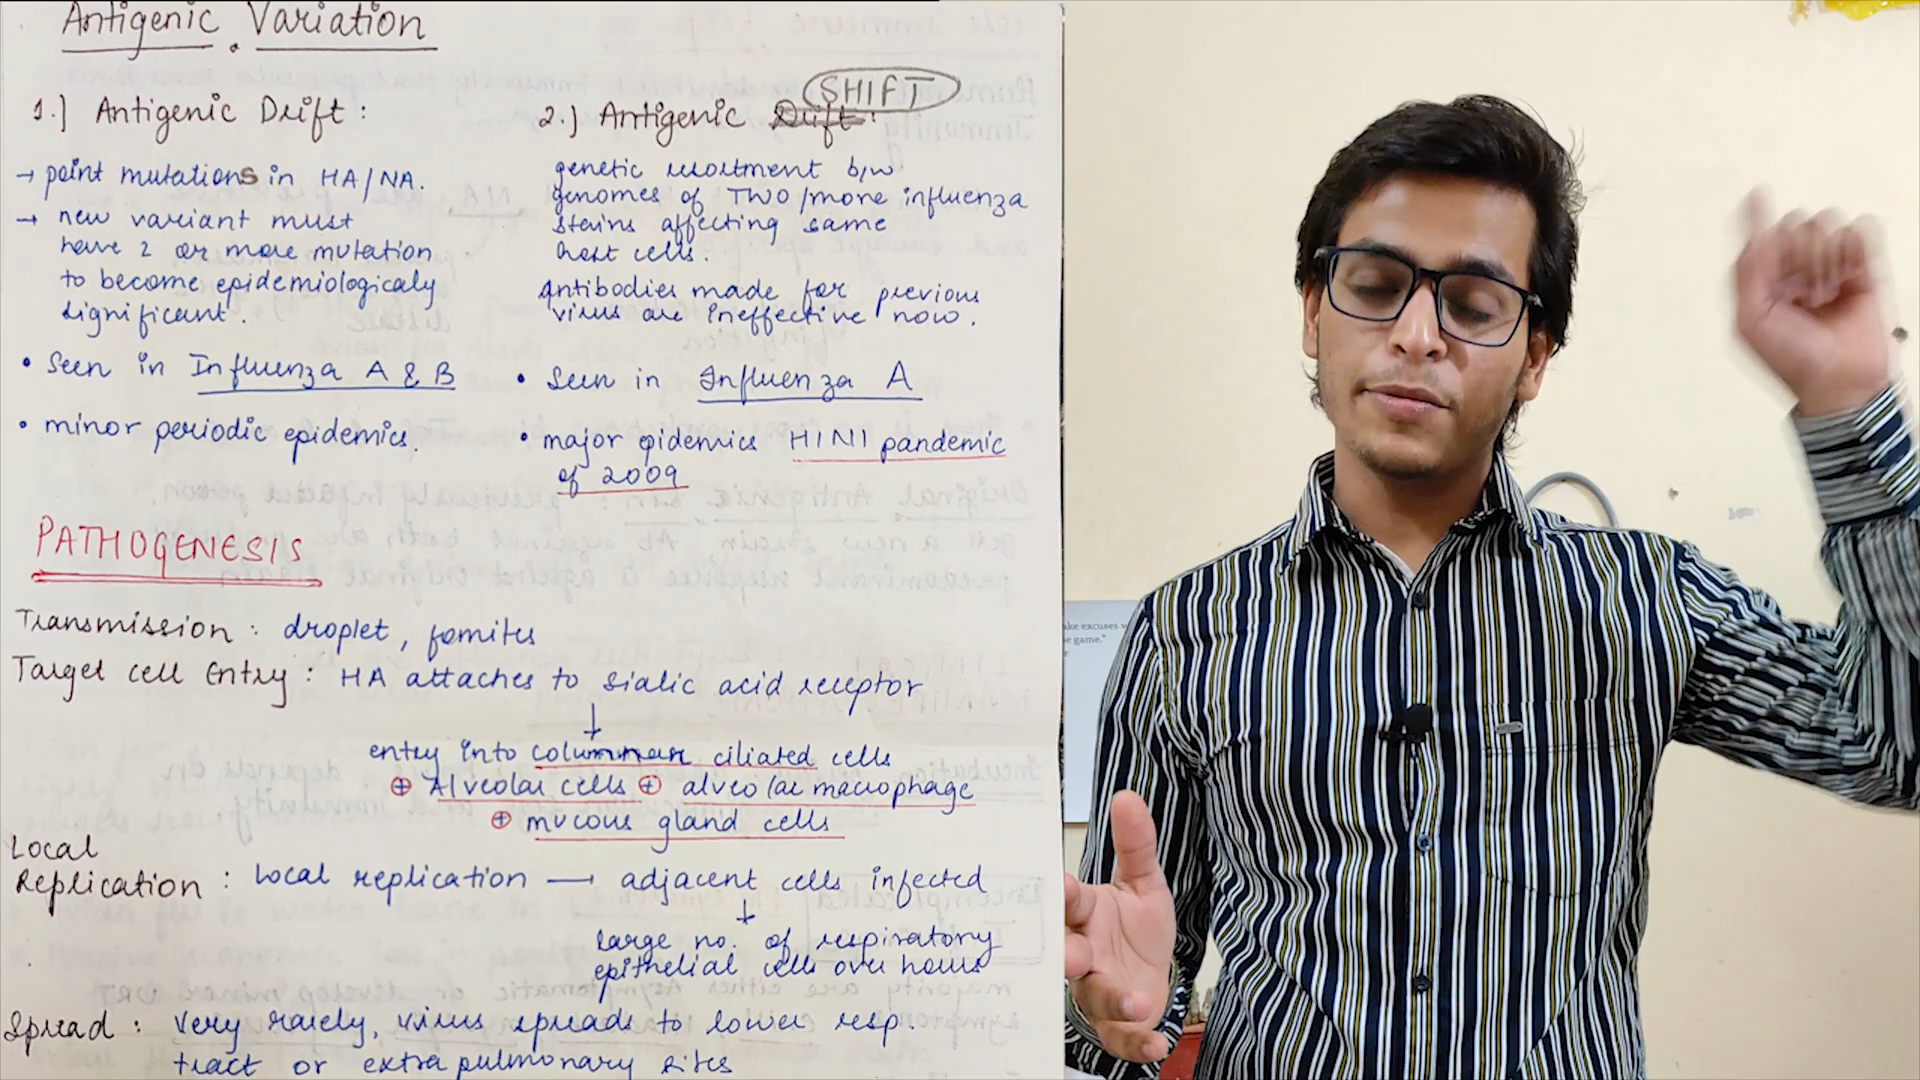 Antigenic Variation
1.] Antigenic Drift:
→ point mutations in HA/NA.
→ new variant must
have 2 or more mutation
to become epidemiologicaly
significant.
• Seen in Influenza A & B
• minor periodic epidemics.
SHIFT
2.) Antigenic Drift:
genetic reortment b/w
genomes of TWO/more influenza
stains affecting same
host cells.
antibodies made for previous
virus are ineffective now.
• seen in Influenza A
• major epidemics H1N1 pandemic
of 2009
PATHOGENESIS
Transmission: droplet, fomites
Target cell Entry: HA attaches to sialic acid receptor
↓
entry into columnar ciliated cells
⊕ Alveolar cells ⊕ alveolar macrophage
⊕ mucous gland cells
Local
Replication: Local replication → adjacent cells infected
↓
large no. of respiratory
epithelial cells over hours
Spread: Very rarely, virus spreads to lower resp.
tract or extrapulmonary sites
ake excuses w
e game."